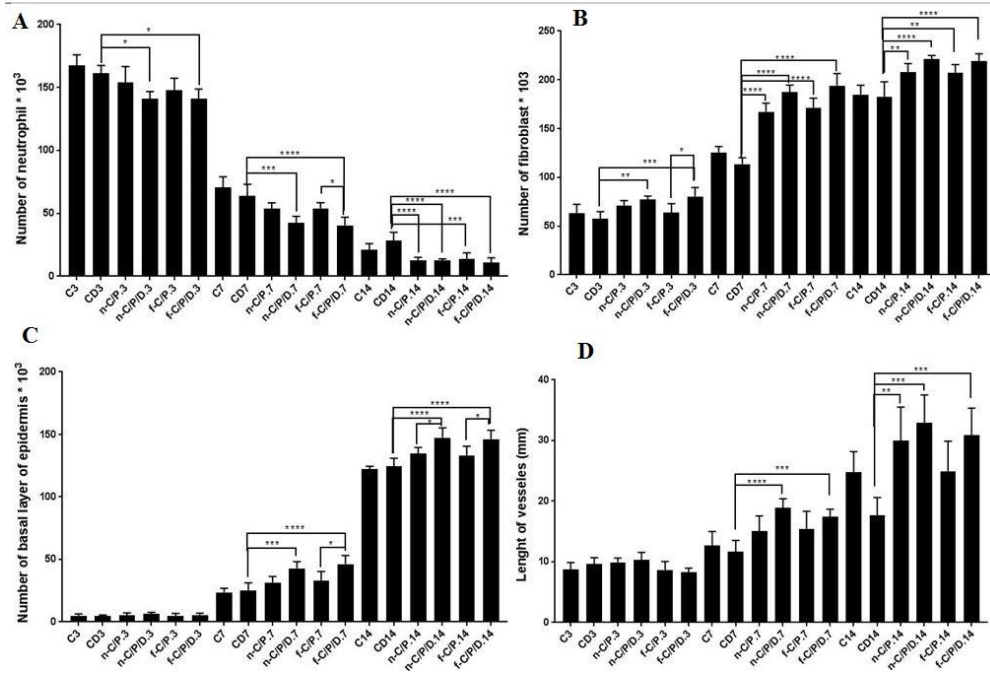 A
Number of neutrophil * 10³
200
150
100
50
0
*
*
***
****
*
****
****
****
***
C3
CD3
n-C/P.3
n-C/P/D.3
f-C/P.3
f-C/P/D.3
C7
CD7
n-C/P.7
n-C/P/D.7
f-C/P.7
f-C/P/D.7
C14
CD14
n-C/P.14
n-C/P/D.14
f-C/P.14
f-C/P/D.14
B
Number of fibroblast * 103
250
200
150
100
50
0
***
**
*
****
****
****
****
****
**
****
**
C3
CD3
n-C/P.3
n-C/P/D.3
f-C/P.3
f-C/P/D.3
C7
CD7
n-C/P.7
n-C/P/D.7
f-C/P.7
f-C/P/D.7
C14
CD14
n-C/P.14
n-C/P/D.14
f-C/P.14
f-C/P/D.14
C
Number of basal layer of epidermis * 10³
200
150
100
50
0
****
***
*
****
****
*
*
C3
CD3
n-C/P.3
n-C/P/D.3
f-C/P.3
f-C/P/D.3
C7
CD7
n-C/P.7
n-C/P/D.7
f-C/P.7
f-C/P/D.7
C14
CD14
n-C/P.14
n-C/P/D.14
f-C/P.14
f-C/P/D.14
D
Lenght of vesseles (mm)
40
30
20
10
0
***
****
***
***
**
C3
CD3
n-C/P.3
n-C/P/D.3
f-C/P.3
f-C/P/D.3
C7
CD7
n-C/P.7
n-C/P/D.7
f-C/P.7
f-C/P/D.7
C14
CD14
n-C/P.14
n-C/P/D.14
f-C/P.14
f-C/P/D.14